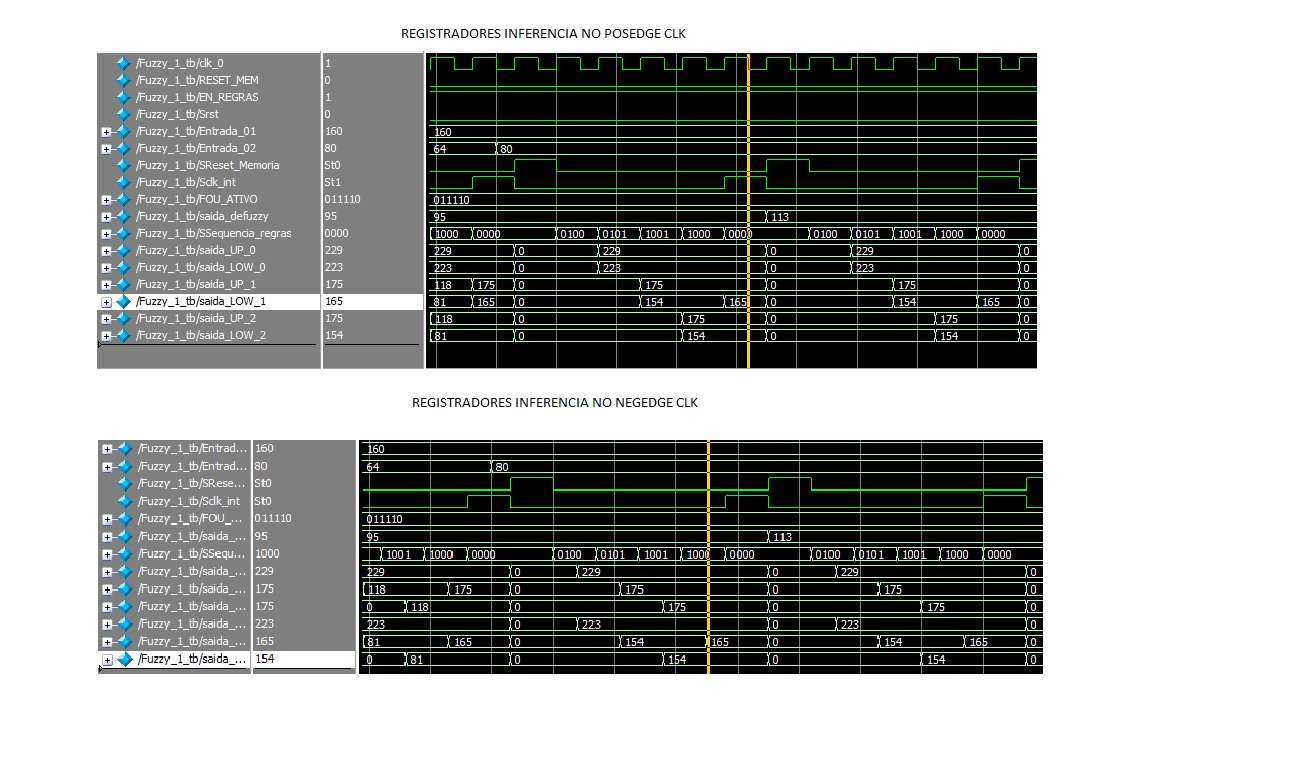 REGISTRADORES INFERENCIA NO POSEDGE CLK
/Fuzzy_1_tb/clk_0 1
/Fuzzy_1_tb/RESET_MEM 0
/Fuzzy_1_tb/EN_REGRAS 1
/Fuzzy_1_tb/Srst 0
/Fuzzy_1_tb/Entrada_01 160 160
/Fuzzy_1_tb/Entrada_02 80 64 80
/Fuzzy_1_tb/SReset_Memoria St0
/Fuzzy_1_tb/Sclk_int St1
/Fuzzy_1_tb/FOU_ATIVO 011110 011110
/Fuzzy_1_tb/saida_defuzzy 95 95 113
/Fuzzy_1_tb/SSequencia_regras 0000 1000 0000 0100 0101 1001 1000 0000 0100 0101 1001 1000 0000
/Fuzzy_1_tb/saida_UP_0 229 229 0 229 0 229 0
/Fuzzy_1_tb/saida_LOW_0 223 223 0 223 0 223 0
/Fuzzy_1_tb/saida_UP_1 175 118 175 0 175 0 175 0
/Fuzzy_1_tb/saida_LOW_1 165 81 165 0 154 165 0 154 165 0
/Fuzzy_1_tb/saida_UP_2 175 118 0 175 0 175 0
/Fuzzy_1_tb/saida_LOW_2 154 81 0 154 0 154 0
REGISTRADORES INFERENCIA NO NEGEDGE CLK
/Fuzzy_1_tb/Entrad... 160 160
/Fuzzy_1_tb/Entrad... 80 64 80
/Fuzzy_1_tb/SRese... St0
/Fuzzy_1_tb/Sclk_int St0
/Fuzzy_1_tb/FOU_... 011110 011110
/Fuzzy_1_tb/saida_... 95 95 113
/Fuzzy_1_tb/SSequ... 1000 1001 1000 0000 0100 0101 1001 1000 0000 0100 0101 1001 1000 0000
/Fuzzy_1_tb/saida_... 229 229 0 229 0 229 0
/Fuzzy_1_tb/saida_... 175 118 175 0 175 0 175 0
/Fuzzy_1_tb/saida_... 175 0 118 0 175 0 175 0
/Fuzzy_1_tb/saida_... 223 223 0 223 0 223 0
/Fuzzy_1_tb/saida_... 165 81 165 0 154 165 0 154 165 0
/Fuzzy_1_tb/saida_... 154 0 81 0 154 0 154 0